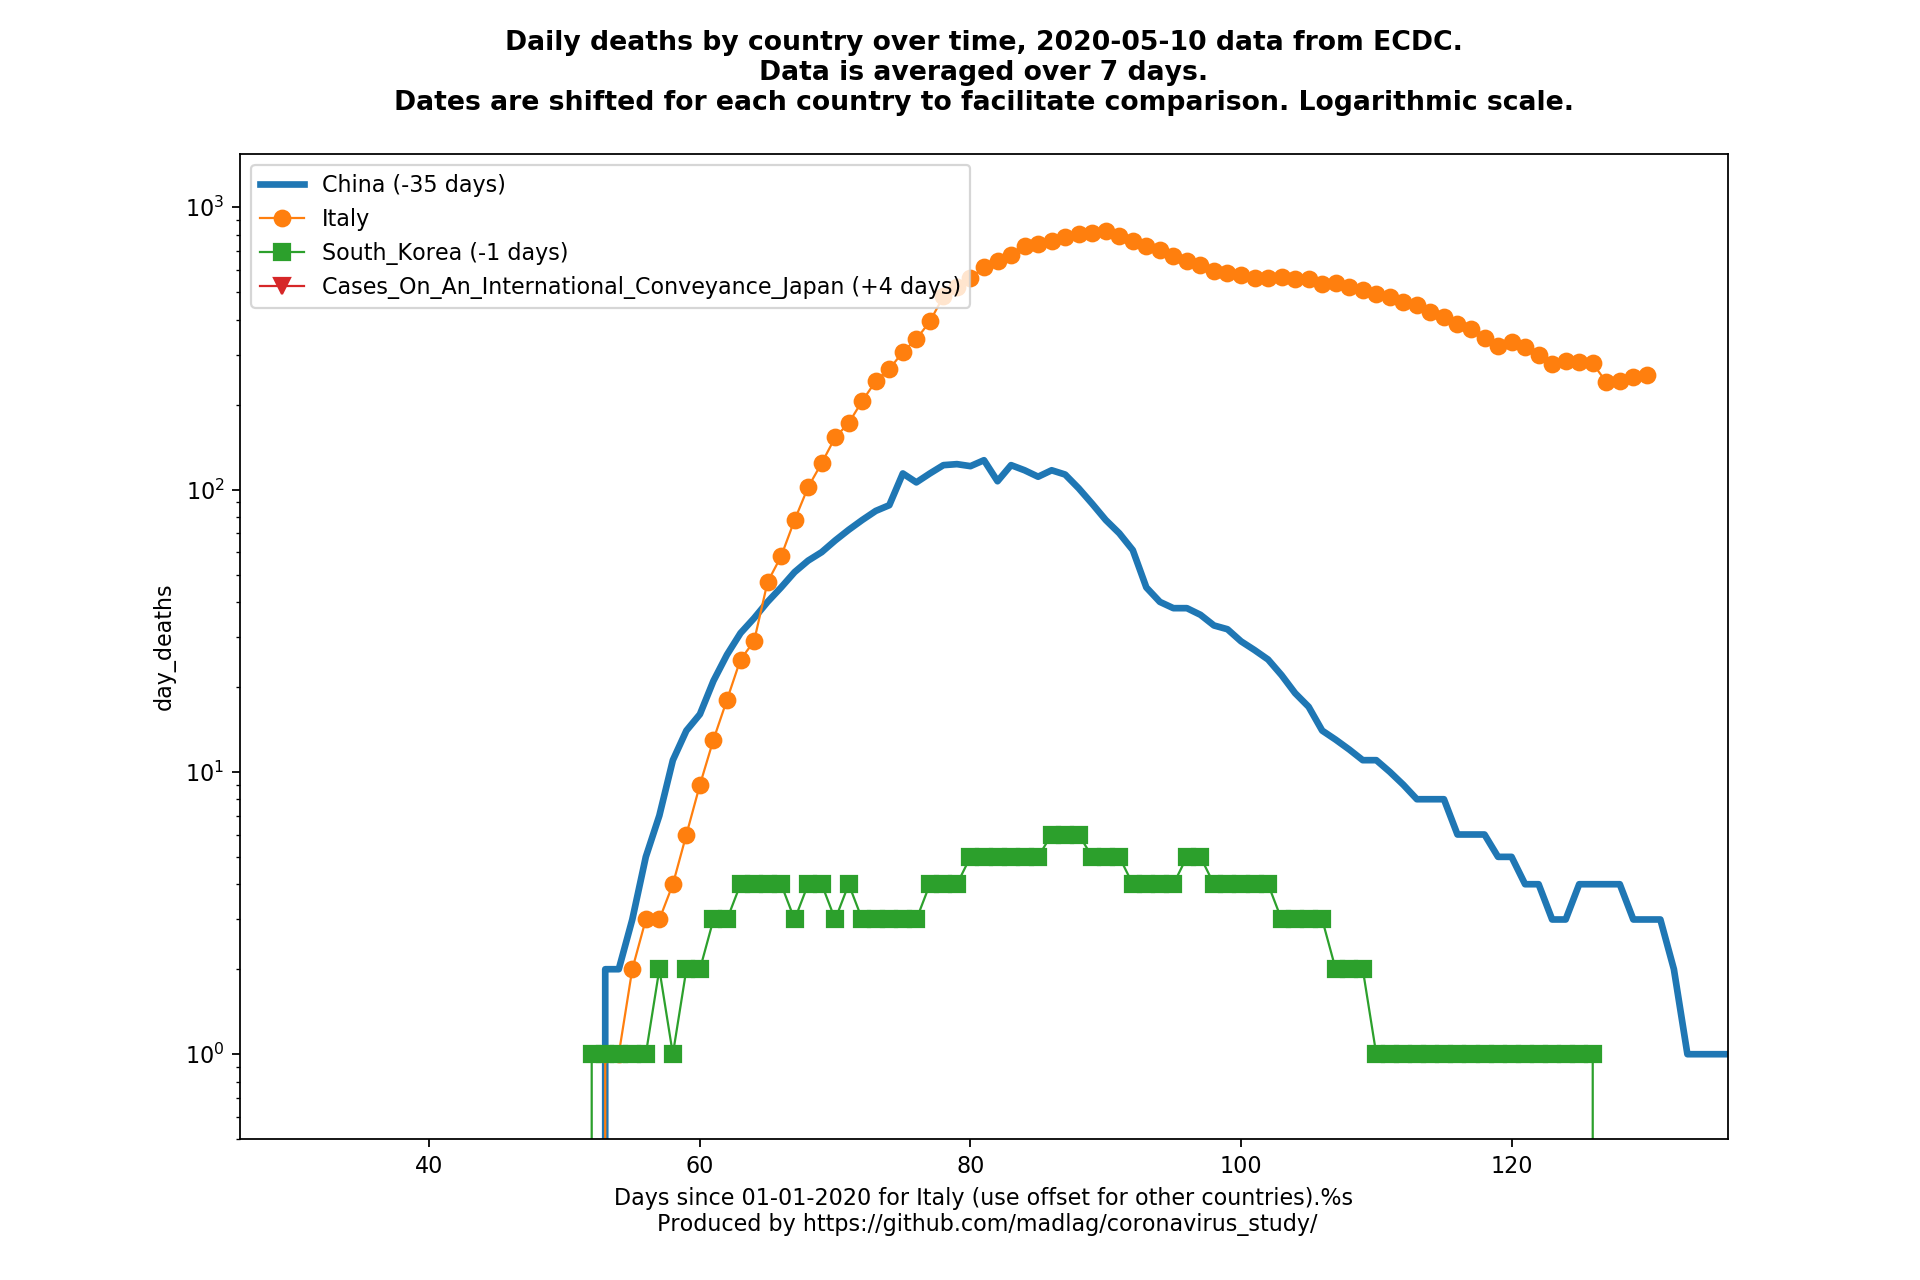 Daily deaths by country over time, 2020-05-10 data from ECDC.
Data is averaged over 7 days.
Dates are shifted for each country to facilitate comparison. Logarithmic scale.
China (-35 days)
Italy
South_Korea (-1 days)
Cases_On_An_International_Conveyance_Japan (+4 days)
10³
10²
10¹
10⁰
day_deaths
40 60 80 100 120
Days since 01-01-2020 for Italy (use offset for other countries).%s
Produced by https://github.com/madlag/coronavirus_study/